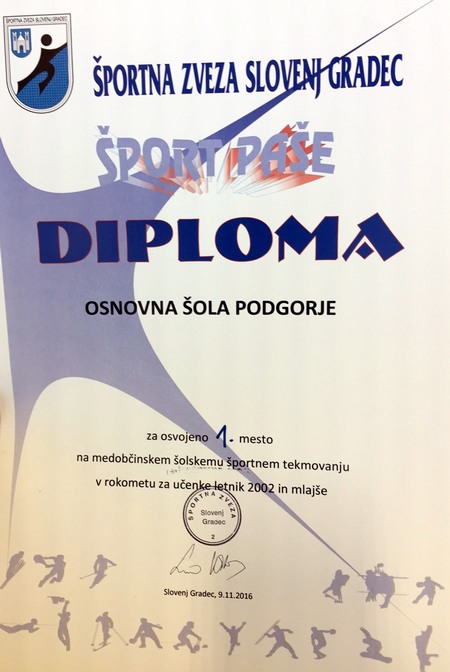 ŠPORTNA ZVEZA SLOVENJ GRADEC
ŠPORTNA ZVEZA SLOVENJ GRADEC
ŠPORT PAŠE
DIPLOMA
OSNOVNA ŠOLA PODGORJE
za osvojeno 1. mesto
na medobčinskem šolskemu športnem tekmovanju
v rokometu za učenke letnik 2002 in mlajše
ŠPORTNA ZVEZA
Slovenj
Gradec
2
Slovenj Gradec, 9.11.2016